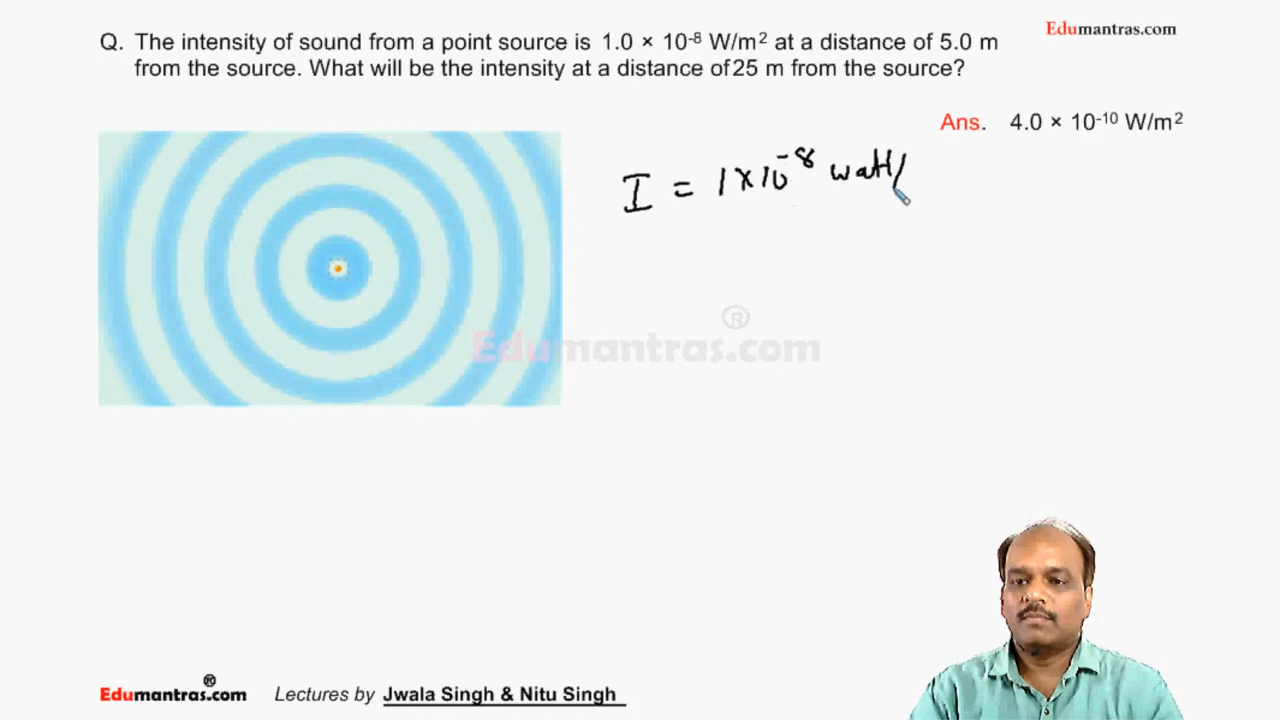 Edumantras.com
Q. The intensity of sound from a point source is 1.0 × 10⁻⁸ W/m² at a distance of 5.0 m
from the source. What will be the intensity at a distance of 25 m from the source?
Ans. 4.0 × 10⁻¹⁰ W/m²
I = 1 × 10⁻⁸ watt/
®
Edumantras.com
®
Edumantras.com Lectures by Jwala Singh & Nitu Singh